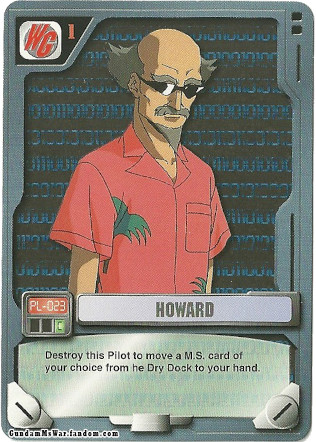 WG
1
PL-023
C
HOWARD
Destroy this Pilot to move a M.S. card of
your choice from he Dry Dock to your hand.
GundamMsWar.fandom.com